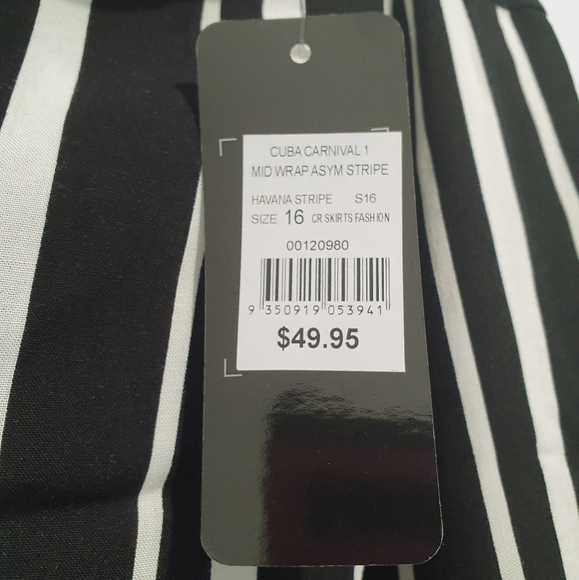 CUBA CARNIVAL 1
MID WRAP ASYM STRIPE
HAVANA STRIPE S16
SIZE 16 CR SKIRTS FASHION
00120980
9 350919 053941
$49.95